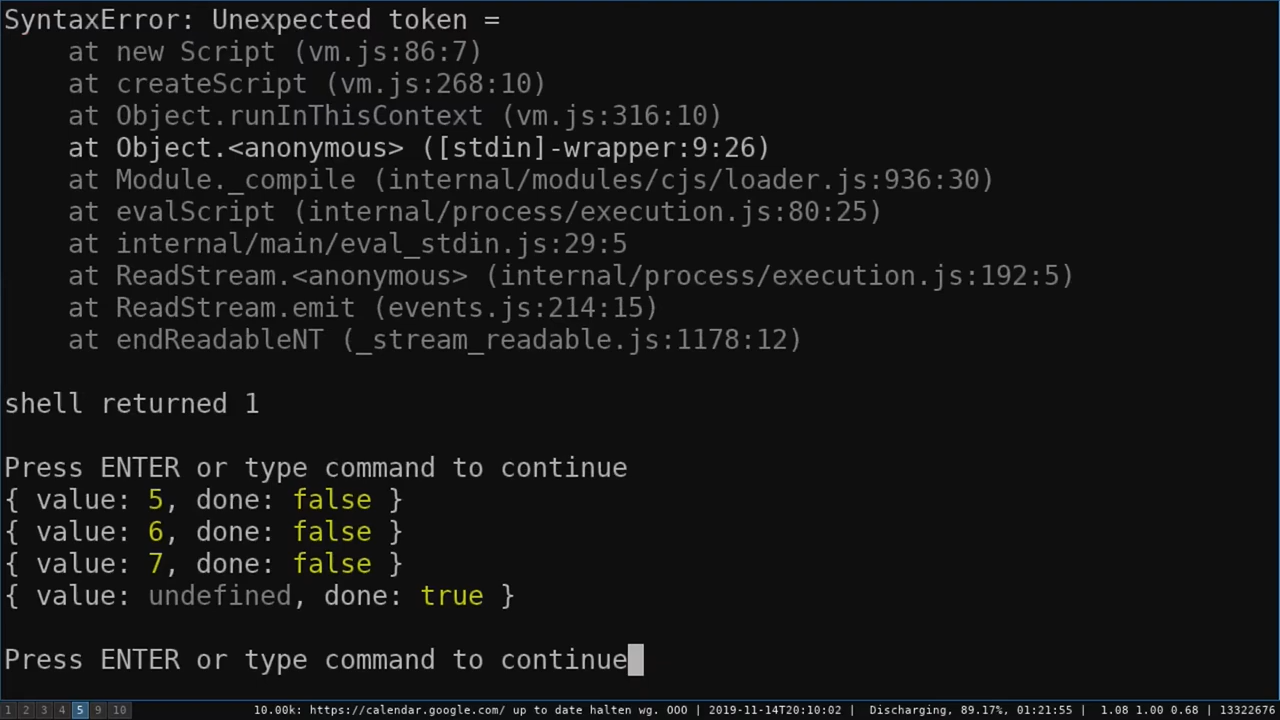 SyntaxError: Unexpected token =
    at new Script (vm.js:86:7)
    at createScript (vm.js:268:10)
    at Object.runInThisContext (vm.js:316:10)
    at Object.<anonymous> ([stdin]-wrapper:9:26)
    at Module._compile (internal/modules/cjs/loader.js:936:30)
    at evalScript (internal/process/execution.js:80:25)
    at internal/main/eval_stdin.js:29:5
    at ReadStream.<anonymous> (internal/process/execution.js:192:5)
    at ReadStream.emit (events.js:214:15)
    at endReadableNT (_stream_readable.js:1178:12)

shell returned 1

Press ENTER or type command to continue
{ value: 5, done: false }
{ value: 6, done: false }
{ value: 7, done: false }
{ value: undefined, done: true }

Press ENTER or type command to continue
1 2 3 4 5 9 10 10.00k: https://calendar.google.com/ up to date halten wg. OOO | 2019-11-14T20:10:02 | Discharging, 89.17%, 01:21:55 | 1.08 1.00 0.68 | 13322676